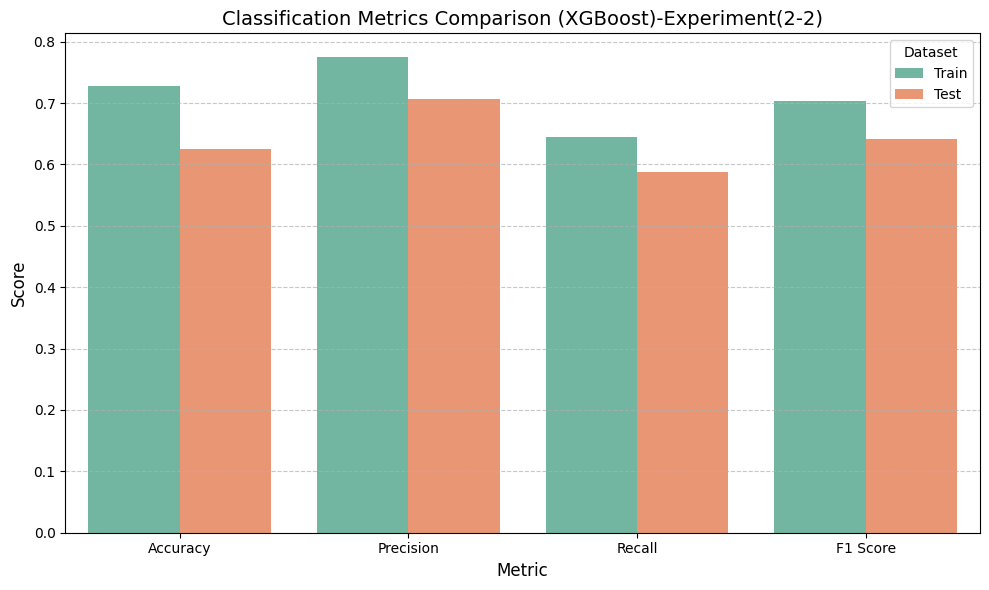 Classification Metrics Comparison (XGBoost)-Experiment(2-2)
Score
0.8
0.7
0.6
0.5
0.4
0.3
0.2
0.1
0.0
Dataset
Train
Test
Accuracy
Precision
Recall
F1 Score
Metric